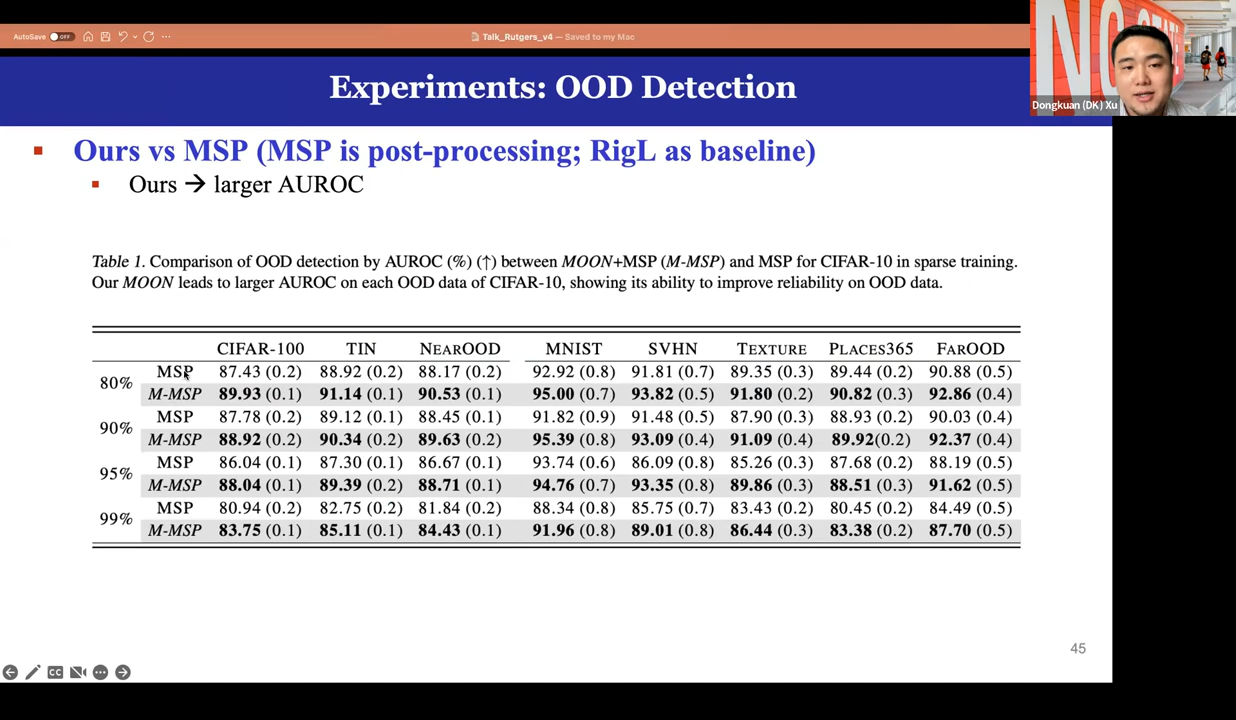 AutoSave OFF
Talk_Rutgers_v4 — Saved to my Mac
Dongkuan (DK) Xu
Experiments: OOD Detection
Ours vs MSP (MSP is post-processing; RigL as baseline)
Ours → larger AUROC
Table 1. Comparison of OOD detection by AUROC (%) (↑) between MOON+MSP (M-MSP) and MSP for CIFAR-10 in sparse training.
Our MOON leads to larger AUROC on each OOD data of CIFAR-10, showing its ability to improve reliability on OOD data.
CIFAR-100 TIN NEAROOD MNIST SVHN TEXTURE PLACES365 FAROOD
80%
MSP 87.43 (0.2) 88.92 (0.2) 88.17 (0.2) 92.92 (0.8) 91.81 (0.7) 89.35 (0.3) 89.44 (0.2) 90.88 (0.5)
M-MSP 89.93 (0.1) 91.14 (0.1) 90.53 (0.1) 95.00 (0.7) 93.82 (0.5) 91.80 (0.2) 90.82 (0.3) 92.86 (0.4)
90%
MSP 87.78 (0.2) 89.12 (0.1) 88.45 (0.1) 91.82 (0.9) 91.48 (0.5) 87.90 (0.3) 88.93 (0.2) 90.03 (0.4)
M-MSP 88.92 (0.2) 90.34 (0.2) 89.63 (0.2) 95.39 (0.8) 93.09 (0.4) 91.09 (0.4) 89.92(0.2) 92.37 (0.4)
95%
MSP 86.04 (0.1) 87.30 (0.1) 86.67 (0.1) 93.74 (0.6) 86.09 (0.8) 85.26 (0.3) 87.68 (0.2) 88.19 (0.5)
M-MSP 88.04 (0.1) 89.39 (0.2) 88.71 (0.1) 94.76 (0.7) 93.35 (0.8) 89.86 (0.3) 88.51 (0.3) 91.62 (0.5)
99%
MSP 80.94 (0.2) 82.75 (0.2) 81.84 (0.2) 88.34 (0.8) 85.75 (0.7) 83.43 (0.2) 80.45 (0.2) 84.49 (0.5)
M-MSP 83.75 (0.1) 85.11 (0.1) 84.43 (0.1) 91.96 (0.8) 89.01 (0.8) 86.44 (0.3) 83.38 (0.2) 87.70 (0.5)
45
CC